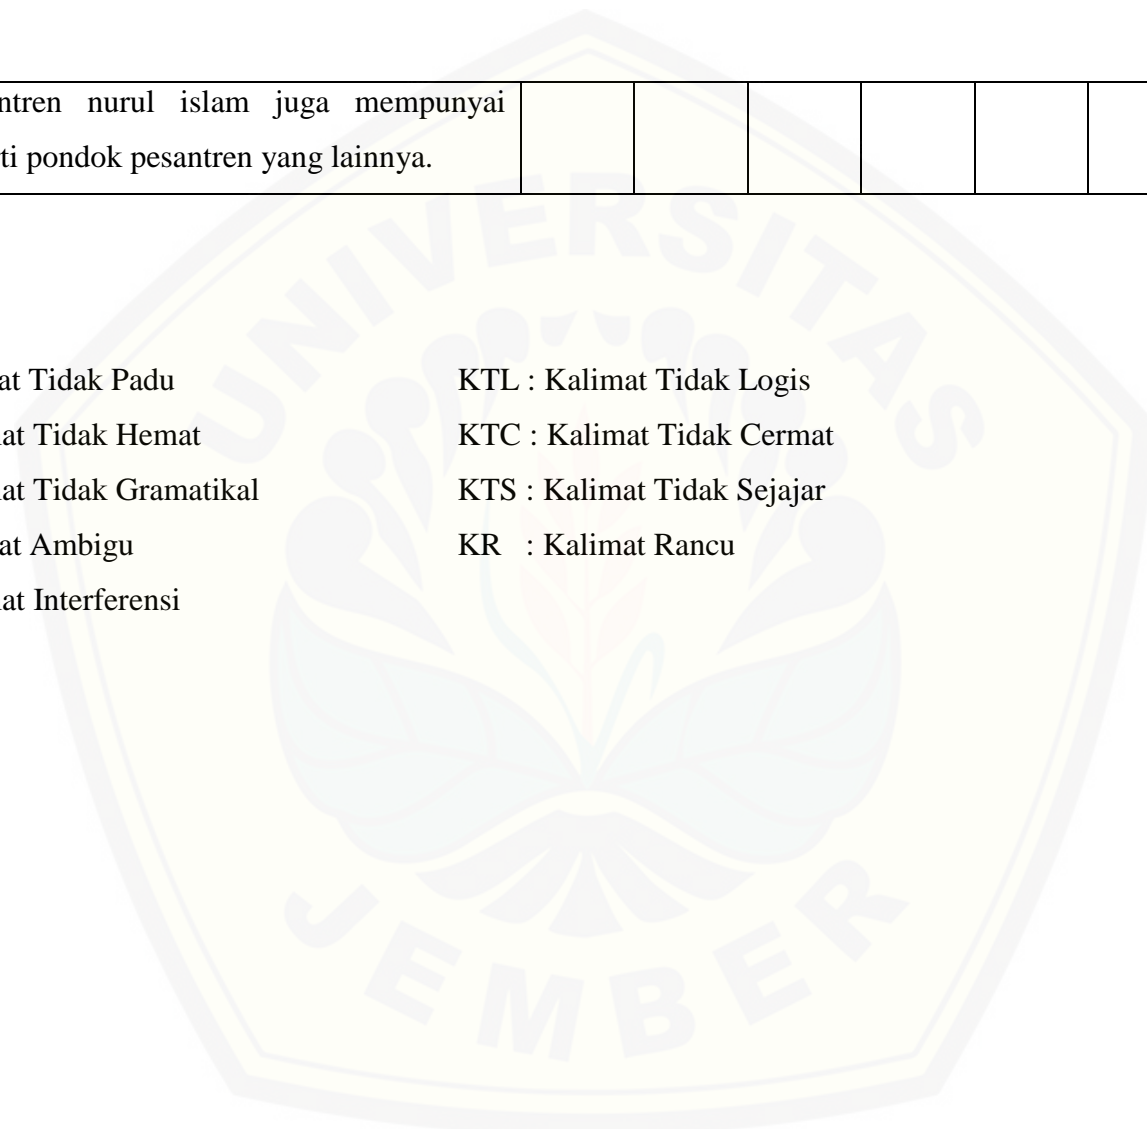 ntren nurul islam juga mempunyai
ti pondok pesantren yang lainnya.
at Tidak Padu KTL : Kalimat Tidak Logis
at Tidak Hemat KTC : Kalimat Tidak Cermat
at Tidak Gramatikal KTS : Kalimat Tidak Sejajar
at Ambigu KR : Kalimat Rancu
at Interferensi
UNIVERSITAS
JEMBER